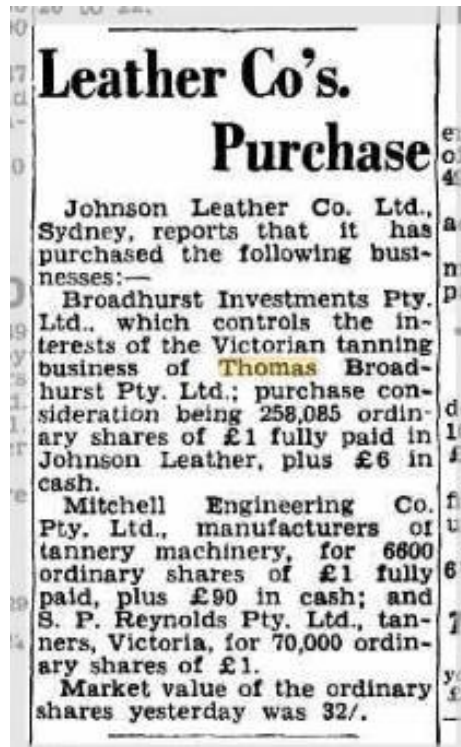 Leather Co's.
Purchase
Johnson Leather Co. Ltd.,
Sydney, reports that it has
purchased the following busi-
nesses:—
Broadhurst Investments Pty.
Ltd., which controls the in-
terests of the Victorian tanning
business of Thomas Broad-
hurst Pty. Ltd.; purchase con-
sideration being 258,085 ordin-
ary shares of £1 fully paid in
Johnson Leather, plus £6 in
cash.
Mitchell Engineering Co.
Pty. Ltd., manufacturers of
tannery machinery, for 6600
ordinary shares of £1 fully
paid, plus £90 in cash; and
S. P. Reynolds Pty. Ltd., tan-
ners, Victoria, for 70,000 ordin-
ary shares of £1.
Market value of the ordinary
shares yesterday was 32/.